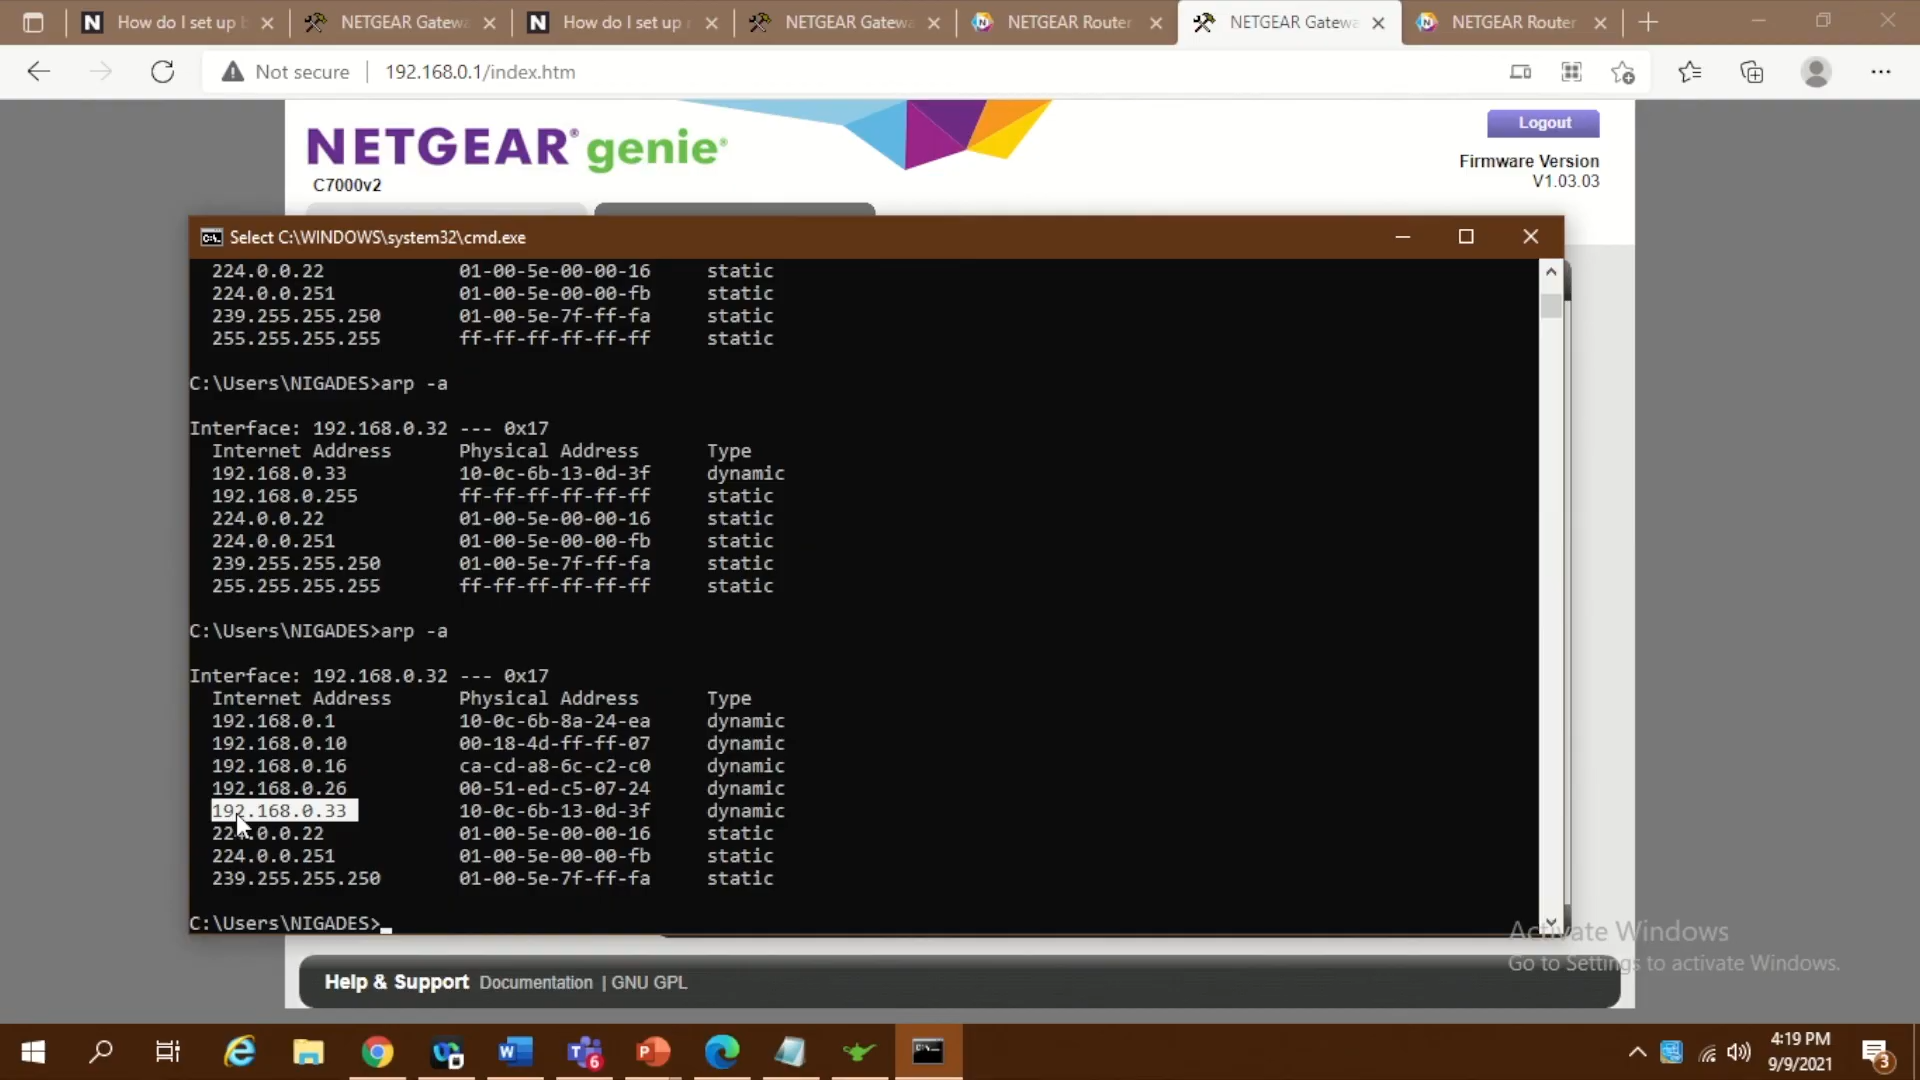 How do I set up b
NETGEAR Gatewa
How do I set up r
NETGEAR Gatewa
NETGEAR Router
NETGEAR Gatewa
NETGEAR Router
Not secure
192.168.0.1/index.htm
NETGEAR® genie®
C7000v2
Logout
Firmware Version
V1.03.03
Select C:\WINDOWS\system32\cmd.exe
224.0.0.22 01-00-5e-00-00-16 static
224.0.0.251 01-00-5e-00-00-fb static
239.255.255.250 01-00-5e-7f-ff-fa static
255.255.255.255 ff-ff-ff-ff-ff-ff static
C:\Users\NIGADES>arp -a
Interface: 192.168.0.32 --- 0x17
Internet Address Physical Address Type
192.168.0.33 10-0c-6b-13-0d-3f dynamic
192.168.0.255 ff-ff-ff-ff-ff-ff static
224.0.0.22 01-00-5e-00-00-16 static
224.0.0.251 01-00-5e-00-00-fb static
239.255.255.250 01-00-5e-7f-ff-fa static
255.255.255.255 ff-ff-ff-ff-ff-ff static
C:\Users\NIGADES>arp -a
Interface: 192.168.0.32 --- 0x17
Internet Address Physical Address Type
192.168.0.1 10-0c-6b-8a-24-ea dynamic
192.168.0.10 00-18-4d-ff-ff-07 dynamic
192.168.0.16 ca-cd-a8-6c-c2-c0 dynamic
192.168.0.26 00-51-ed-c5-07-24 dynamic
192.168.0.33 10-0c-6b-13-0d-3f dynamic
224.0.0.22 01-00-5e-00-00-16 static
224.0.0.251 01-00-5e-00-00-fb static
239.255.255.250 01-00-5e-7f-ff-fa static
C:\Users\NIGADES>
Activate Windows
Go to Settings to activate Windows.
Help & Support Documentation | GNU GPL
6
4:19 PM
9/9/2021
3